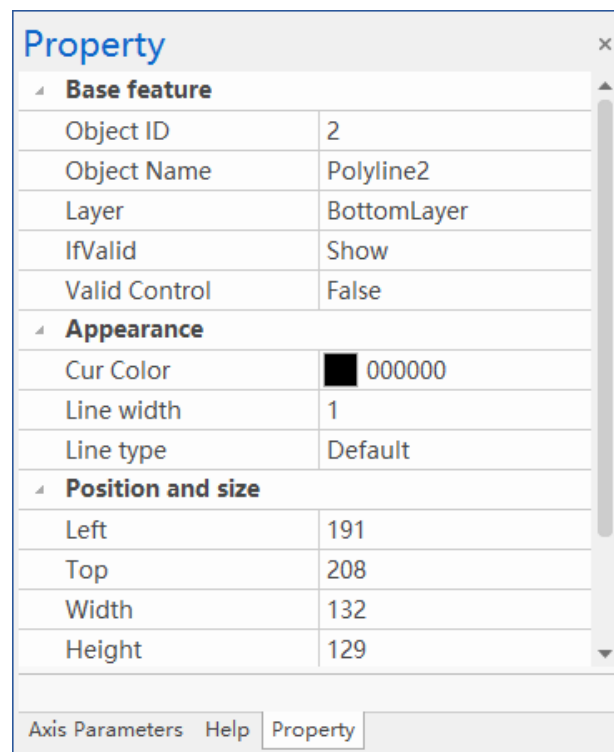 Property
Base feature
Object ID 2
Object Name Polyline2
Layer BottomLayer
IfValid Show
Valid Control False
Appearance
Cur Color 000000
Line width 1
Line type Default
Position and size
Left 191
Top 208
Width 132
Height 129
Axis Parameters Help Property